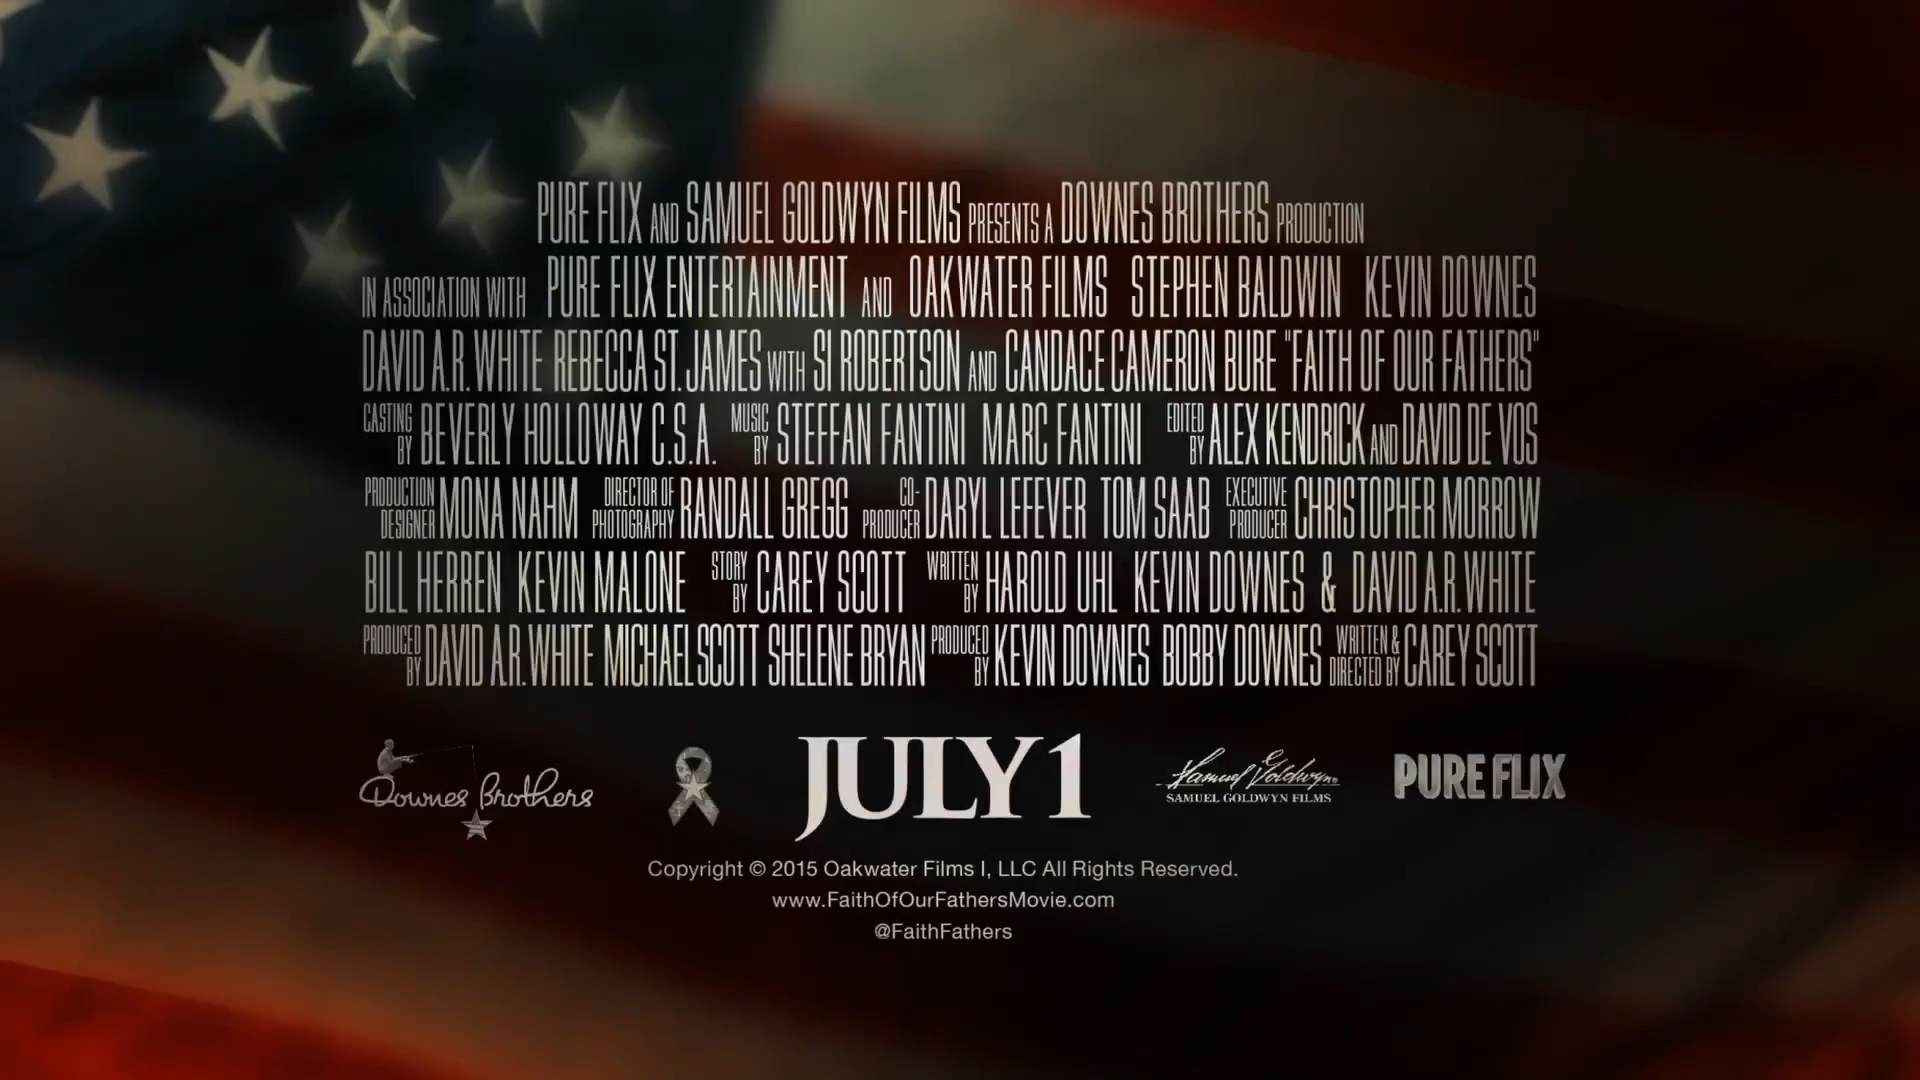 PURE FLIX AND SAMUEL GOLDWYN FILMS PRESENTS A DOWNES BROTHERS PRODUCTION
IN ASSOCIATION WITH PURE FLIX ENTERTAINMENT AND OAKWATER FILMS STEPHEN BALDWIN KEVIN DOWNES
DAVID A.R. WHITE REBECCA ST. JAMES WITH SI ROBERTSON AND CANDACE CAMERON BURE "FAITH OF OUR FATHERS"
CASTING BY BEVERLY HOLLOWAY C.S.A. MUSIC BY STEFFAN FANTINI MARC FANTINI EDITED BY ALEX KENDRICK AND DAVID DE VOS
PRODUCTION DESIGNER MONA NAHM DIRECTOR OF PHOTOGRAPHY RANDALL GREGG CO-PRODUCER DARYL LEFEVER TOM SAAB EXECUTIVE PRODUCER CHRISTOPHER MORROW
BILL HERREN KEVIN MALONE STORY BY CAREY SCOTT WRITTEN BY HAROLD UHL KEVIN DOWNES & DAVID A.R. WHITE
PRODUCED BY DAVID A.R. WHITE MICHAEL SCOTT SHELENE BRYAN PRODUCED BY KEVIN DOWNES BOBBY DOWNES WRITTEN & DIRECTED BY CAREY SCOTT
Downes Brothers JULY 1 Samuel Goldwyn PURE FLIX
SAMUEL GOLDWYN FILMS
Copyright © 2015 Oakwater Films I, LLC All Rights Reserved.
www.FaithOfOurFathersMovie.com
@FaithFathers